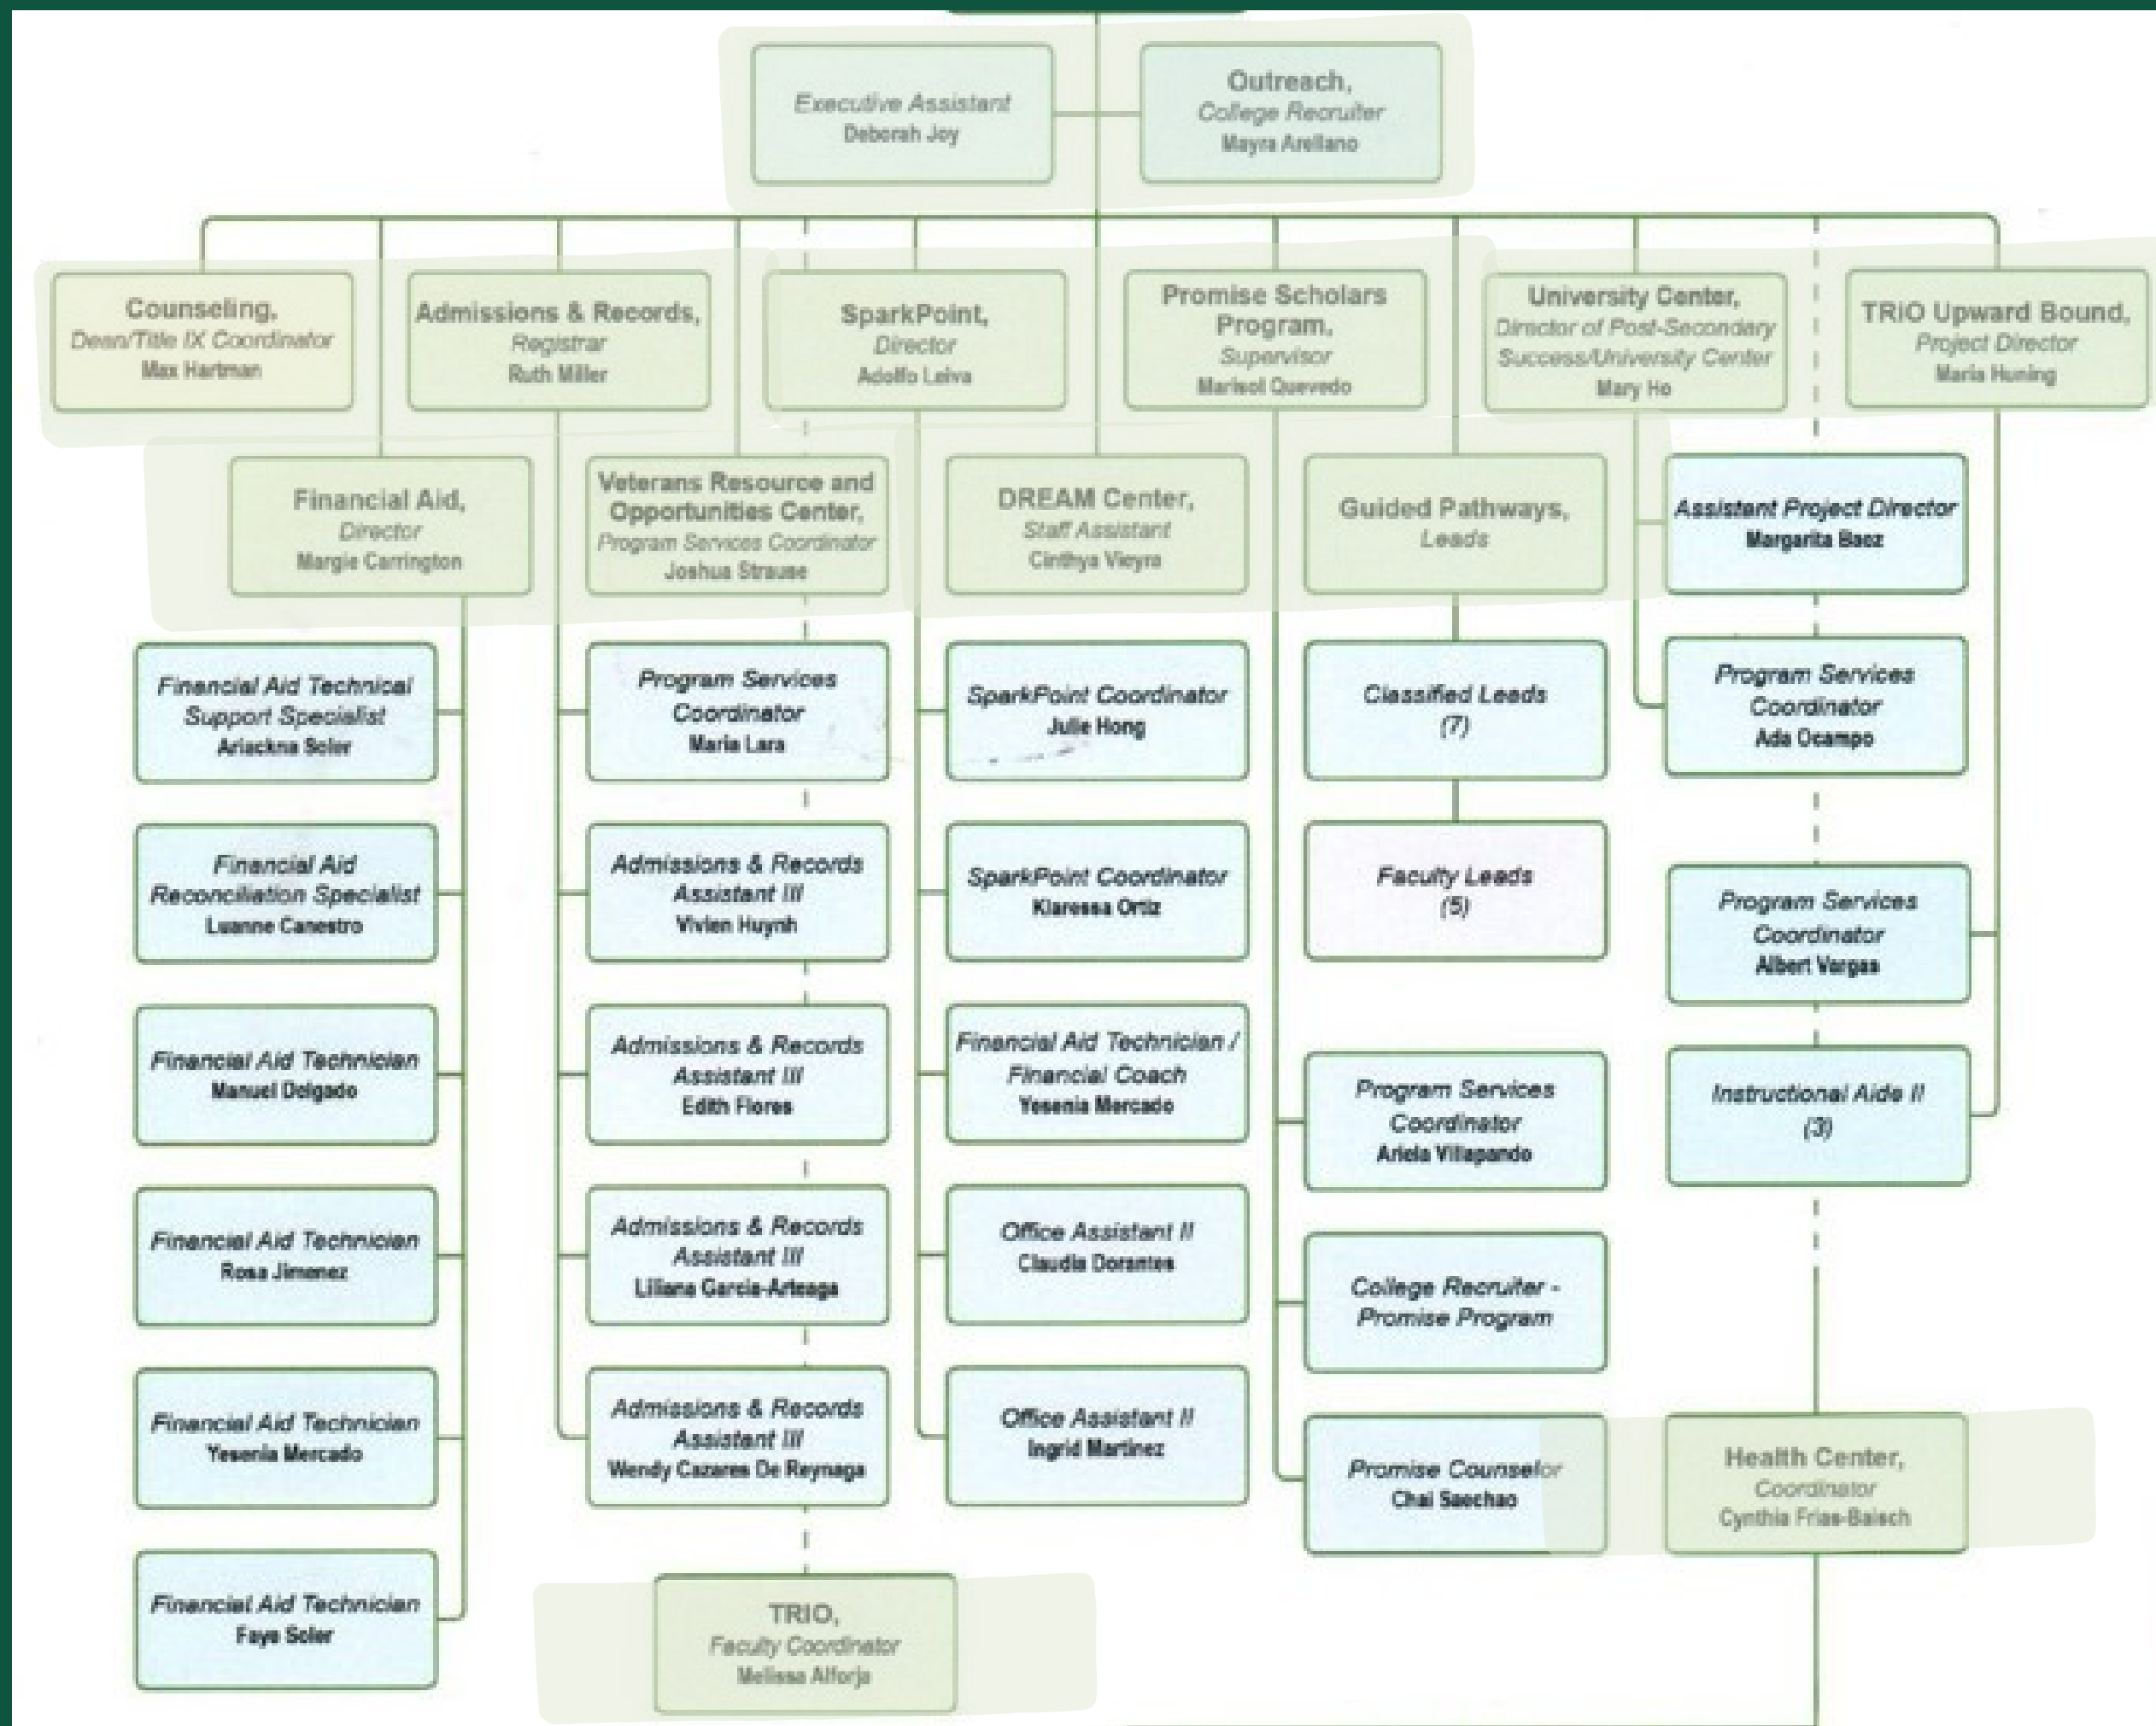 Executive Assistant
Deborah Joy
Outreach,
College Recruiter
Mayra Arellano
Counseling,
Dean/Title IX Coordinator
Max Hartman
Admissions & Records,
Registrar
Ruth Miller
SparkPoint,
Director
Adolfo Leiva
Promise Scholars
Program,
Supervisor
Marisol Quevedo
University Center,
Director of Post-Secondary
Success/University Center
Mary Ho
TRiO Upward Bound,
Project Director
Maria Huning
Financial Aid,
Director
Margie Carrington
Veterans Resource and
Opportunities Center,
Program Services Coordinator
Joshua Strause
DREAM Center,
Staff Assistant
Cinthya Vieyra
Guided Pathways,
Leads
Assistant Project Director
Margarita Baez
Financial Aid Technical
Support Specialist
Ariackna Soler
Program Services
Coordinator
Maria Lara
SparkPoint Coordinator
Julie Hong
Classified Leads
(7)
Program Services
Coordinator
Ada Ocampo
Financial Aid
Reconciliation Specialist
Luanne Canestro
Admissions & Records
Assistant III
Vivien Huynh
SparkPoint Coordinator
Klaressa Ortiz
Faculty Leads
(5)
Program Services
Coordinator
Albert Vargas
Financial Aid Technician
Manuel Delgado
Admissions & Records
Assistant III
Edith Flores
Financial Aid Technician /
Financial Coach
Yesenia Mercado
Program Services
Coordinator
Ariela Villapando
Instructional Aide II
(3)
Financial Aid Technician
Rosa Jimenez
Admissions & Records
Assistant III
Liliana Garcia-Arteaga
Office Assistant II
Claudia Dorantes
College Recruiter -
Promise Program
Financial Aid Technician
Yesenia Mercado
Admissions & Records
Assistant III
Wendy Cazares De Reynaga
Office Assistant II
Ingrid Martinez
Promise Counselor
Chai Saechao
Health Center,
Coordinator
Cynthia Frias-Baisch
Financial Aid Technician
Faye Soler
TRIO,
Faculty Coordinator
Melissa Alforja